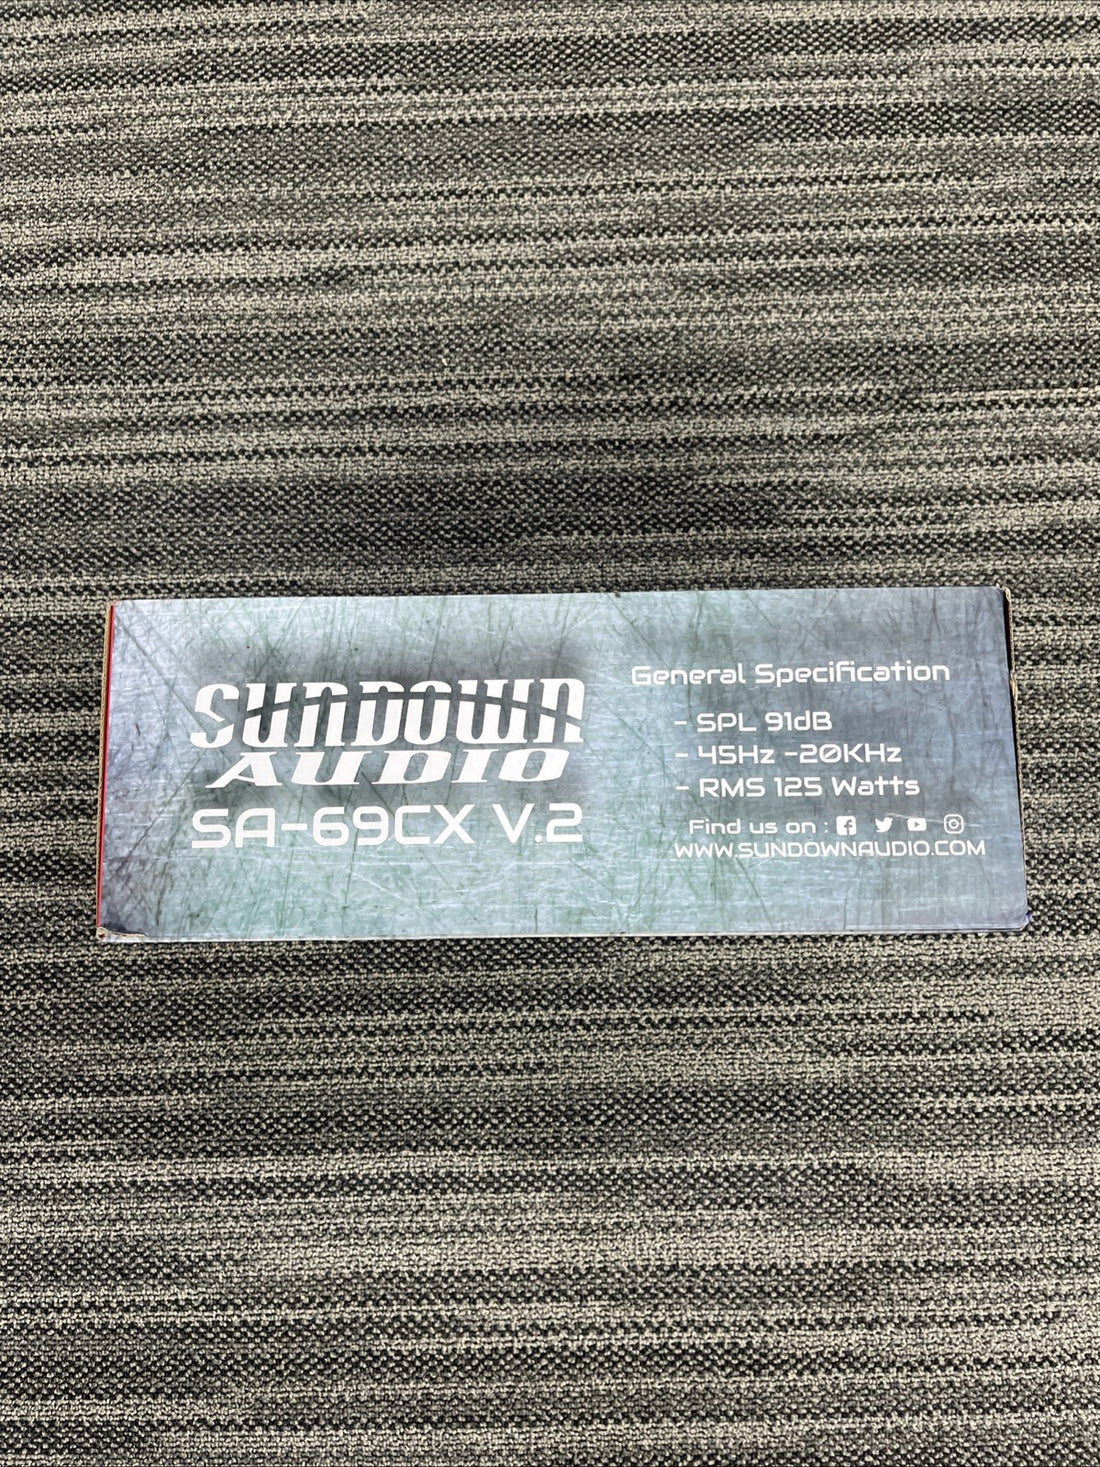 SUNDOWN
AUDIO
SA-69CX V.2
General Specification
- SPL 91dB
- 45Hz -20KHz
- RMS 125 Watts
Find us on :
WWW.SUNDOWNAUDIO.COM